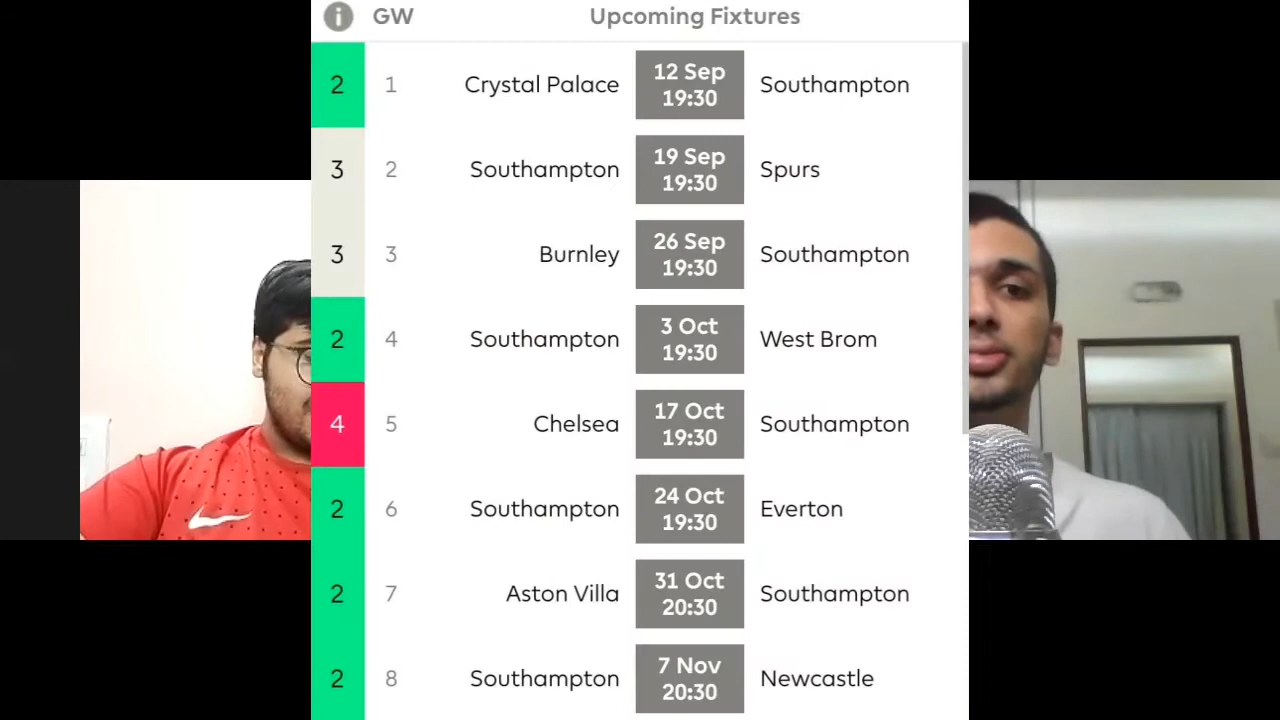 i GW Upcoming Fixtures
2 1 Crystal Palace 12 Sep 19:30 Southampton
3 2 Southampton 19 Sep 19:30 Spurs
3 3 Burnley 26 Sep 19:30 Southampton
2 4 Southampton 3 Oct 19:30 West Brom
4 5 Chelsea 17 Oct 19:30 Southampton
2 6 Southampton 24 Oct 19:30 Everton
2 7 Aston Villa 31 Oct 20:30 Southampton
2 8 Southampton 7 Nov 20:30 Newcastle